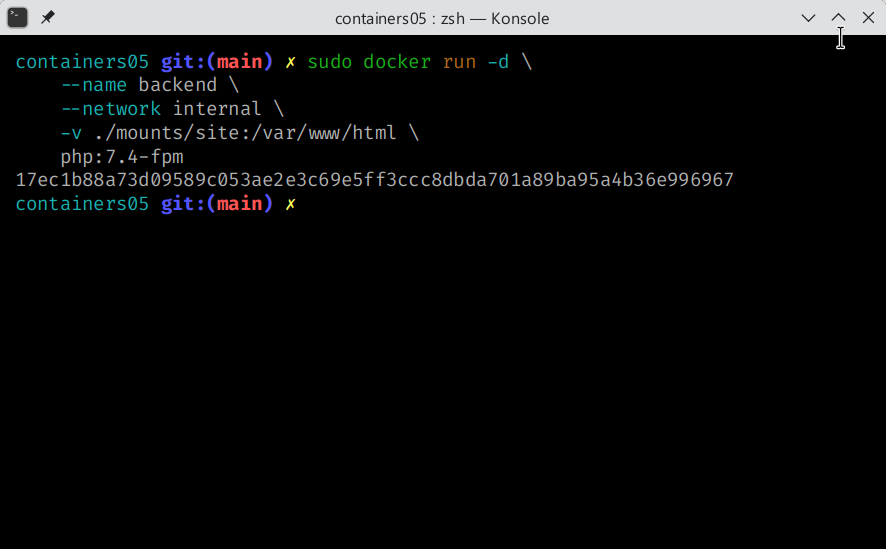 containers05 : zsh — Konsole
containers05 git:(main) ✗ sudo docker run -d \
    --name backend \
    --network internal \
    -v ./mounts/site:/var/www/html \
    php:7.4-fpm
17ec1b88a73d09589c053ae2e3c69e5ff3ccc8dbda701a89ba95a4b36e996967
containers05 git:(main) ✗